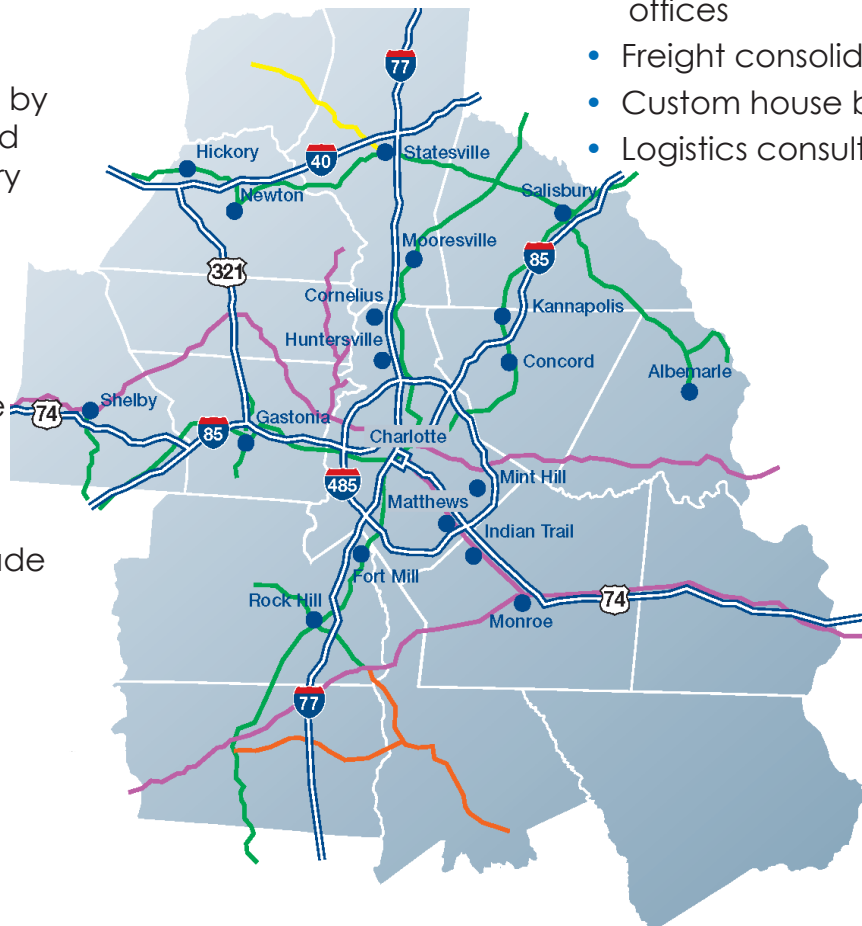 offices
• Freight consolid
• Custom house b
• Logistics consult
by
d
ry
e
ude
77
Hickory
40
Statesville
Newton
Salisbury
Mooresville
85
321
Cornelius
Kannapolis
Huntersville
Concord
Albemarle
Shelby
74
Gastonia
85
Charlotte
485
Mint Hill
Matthews
Indian Trail
Fort Mill
Rock Hill
74
Monroe
77